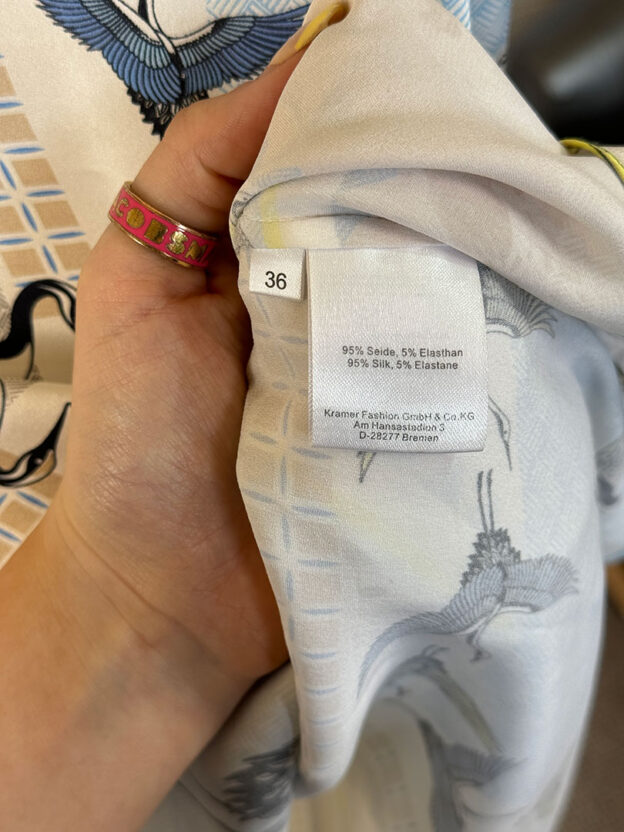 36
95% Seide, 5% Elasthan
95% Silk, 5% Elastane
Kramer Fashion GmbH & Co.KG
Am Hansastadion 3
D-28277 Bremen